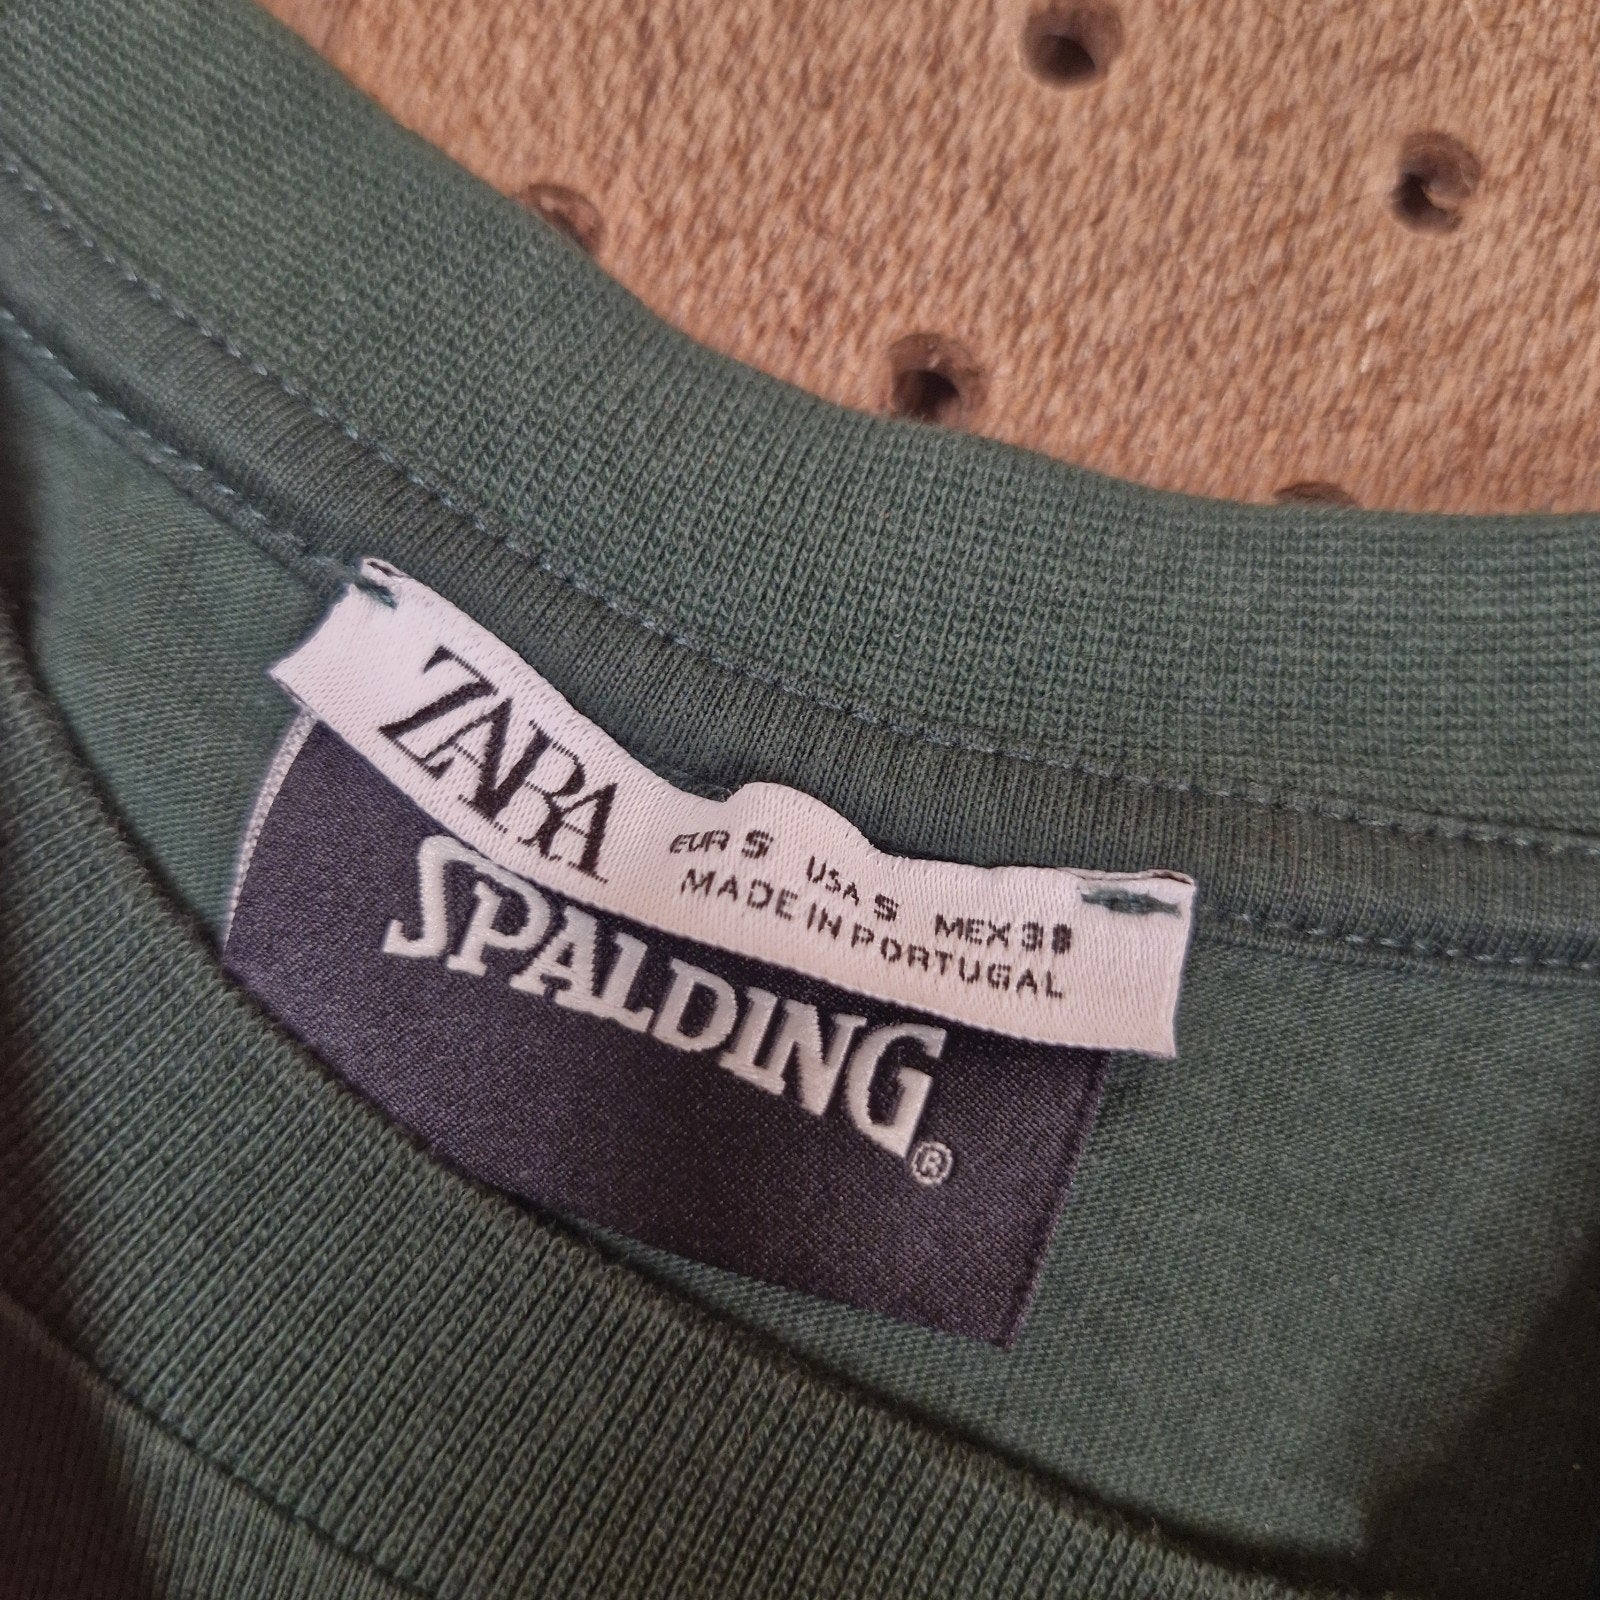 ZARA
EUR S USA S MEX 38
MADE IN PORTUGAL
SPALDING®